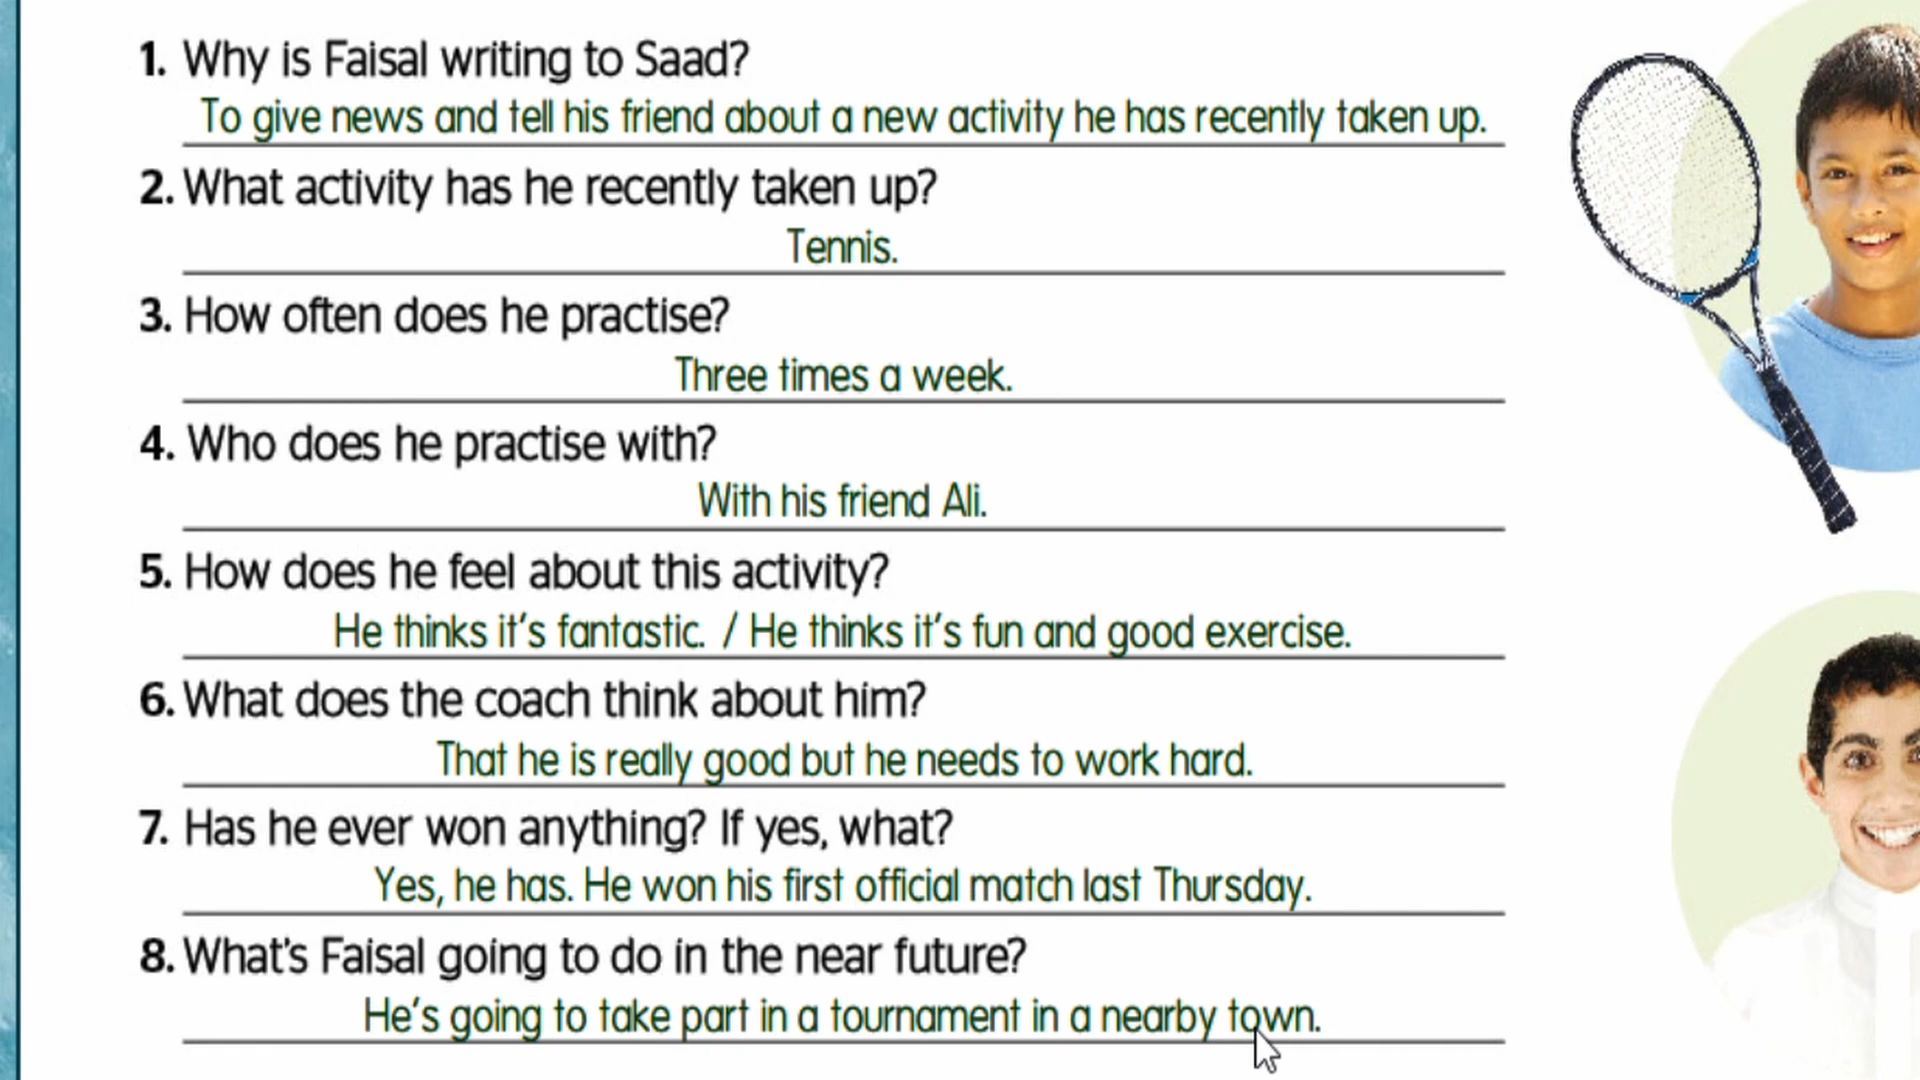 1. Why is Faisal writing to Saad?
To give news and tell his friend about a new activity he has recently taken up.
2. What activity has he recently taken up?
Tennis.
3. How often does he practise?
Three times a week.
4. Who does he practise with?
With his friend Ali.
5. How does he feel about this activity?
He thinks it's fantastic. / He thinks it's fun and good exercise.
6. What does the coach think about him?
That he is really good but he needs to work hard.
7. Has he ever won anything? If yes, what?
Yes, he has. He won his first official match last Thursday.
8. What's Faisal going to do in the near future?
He's going to take part in a tournament in a nearby town.